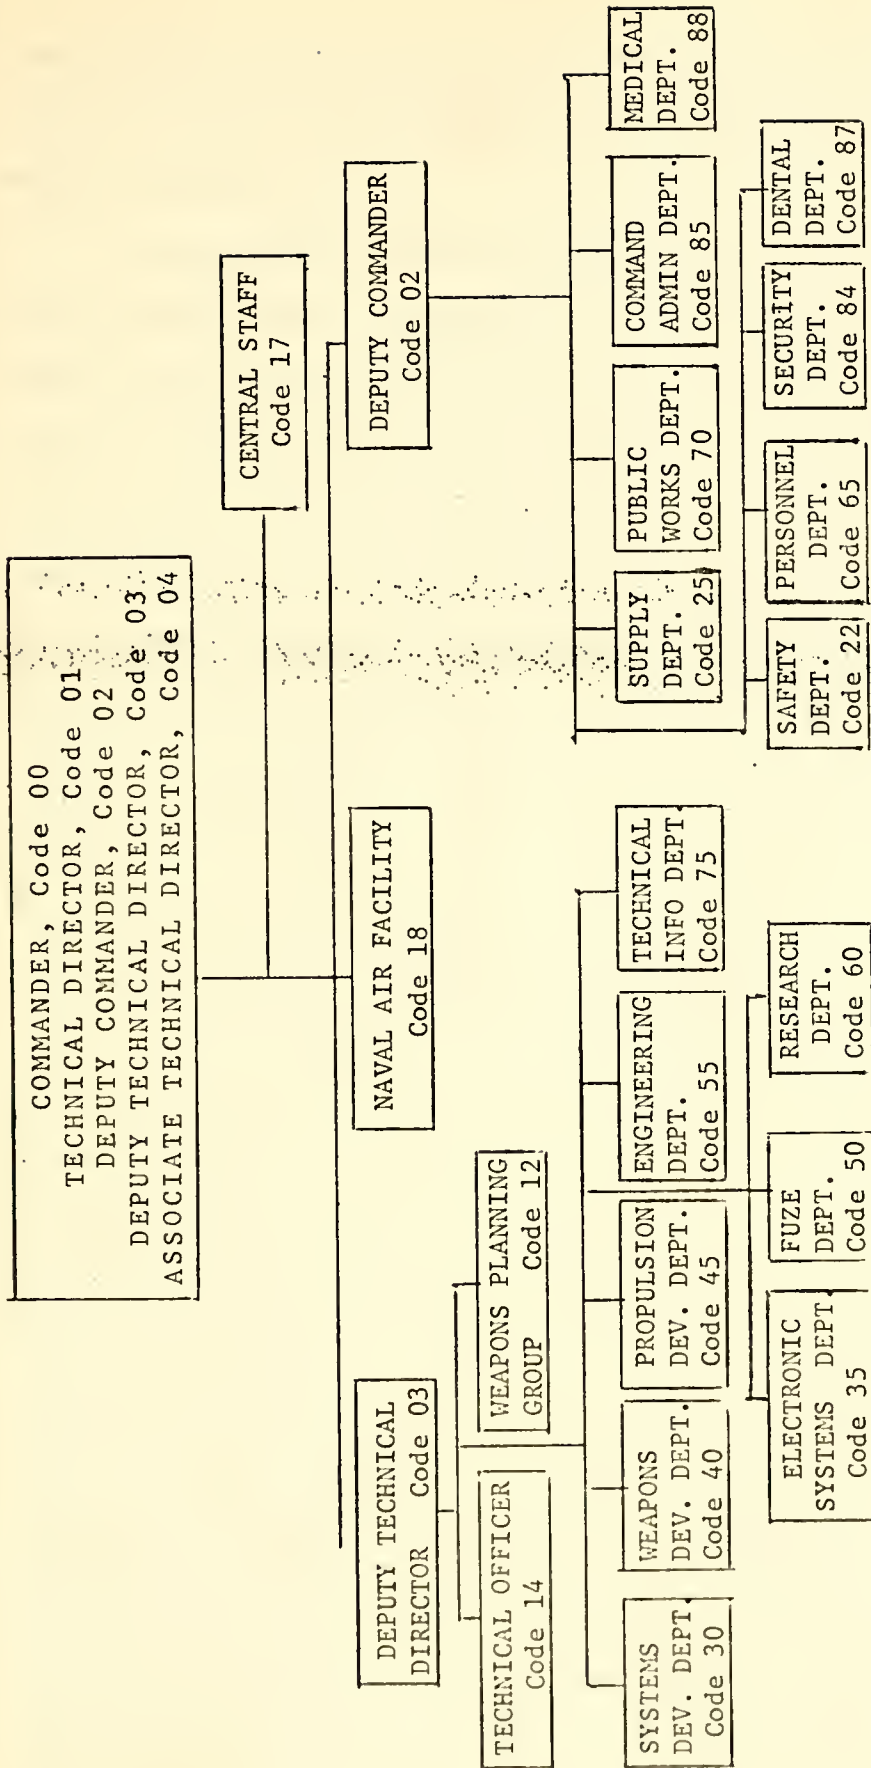 COMMANDER, Code 00
TECHNICAL DIRECTOR, Code 01
DEPUTY COMMANDER, Code 02
DEPUTY TECHNICAL DIRECTOR, Code 03
ASSOCIATE TECHNICAL DIRECTOR, Code 04
CENTRAL STAFF
Code 17
DEPUTY TECHNICAL
DIRECTOR Code 03
NAVAL AIR FACILITY
Code 18
DEPUTY COMMANDER
Code 02
TECHNICAL OFFICER
Code 14
WEAPONS PLANNING
GROUP Code 12
SYSTEMS
DEV. DEPT.
Code 30
WEAPONS
DEV. DEPT.
Code 40
PROPULSION
DEV. DEPT.
Code 45
ENGINEERING
DEPT.
Code 55
TECHNICAL
INFO DEPT.
Code 75
SUPPLY
DEPT.
Code 25
PUBLIC
WORKS DEPT.
Code 70
COMMAND
ADMIN DEPT.
Code 85
MEDICAL
DEPT.
Code 88
ELECTRONIC
SYSTEMS DEPT
Code 35
FUZE
DEPT.
Code 50
RESEARCH
DEPT.
Code 60
SAFETY
DEPT.
Code 22
PERSONNEL
DEPT.
Code 65
SECURITY
DEPT.
Code 84
DENTAL
DEPT.
Code 87